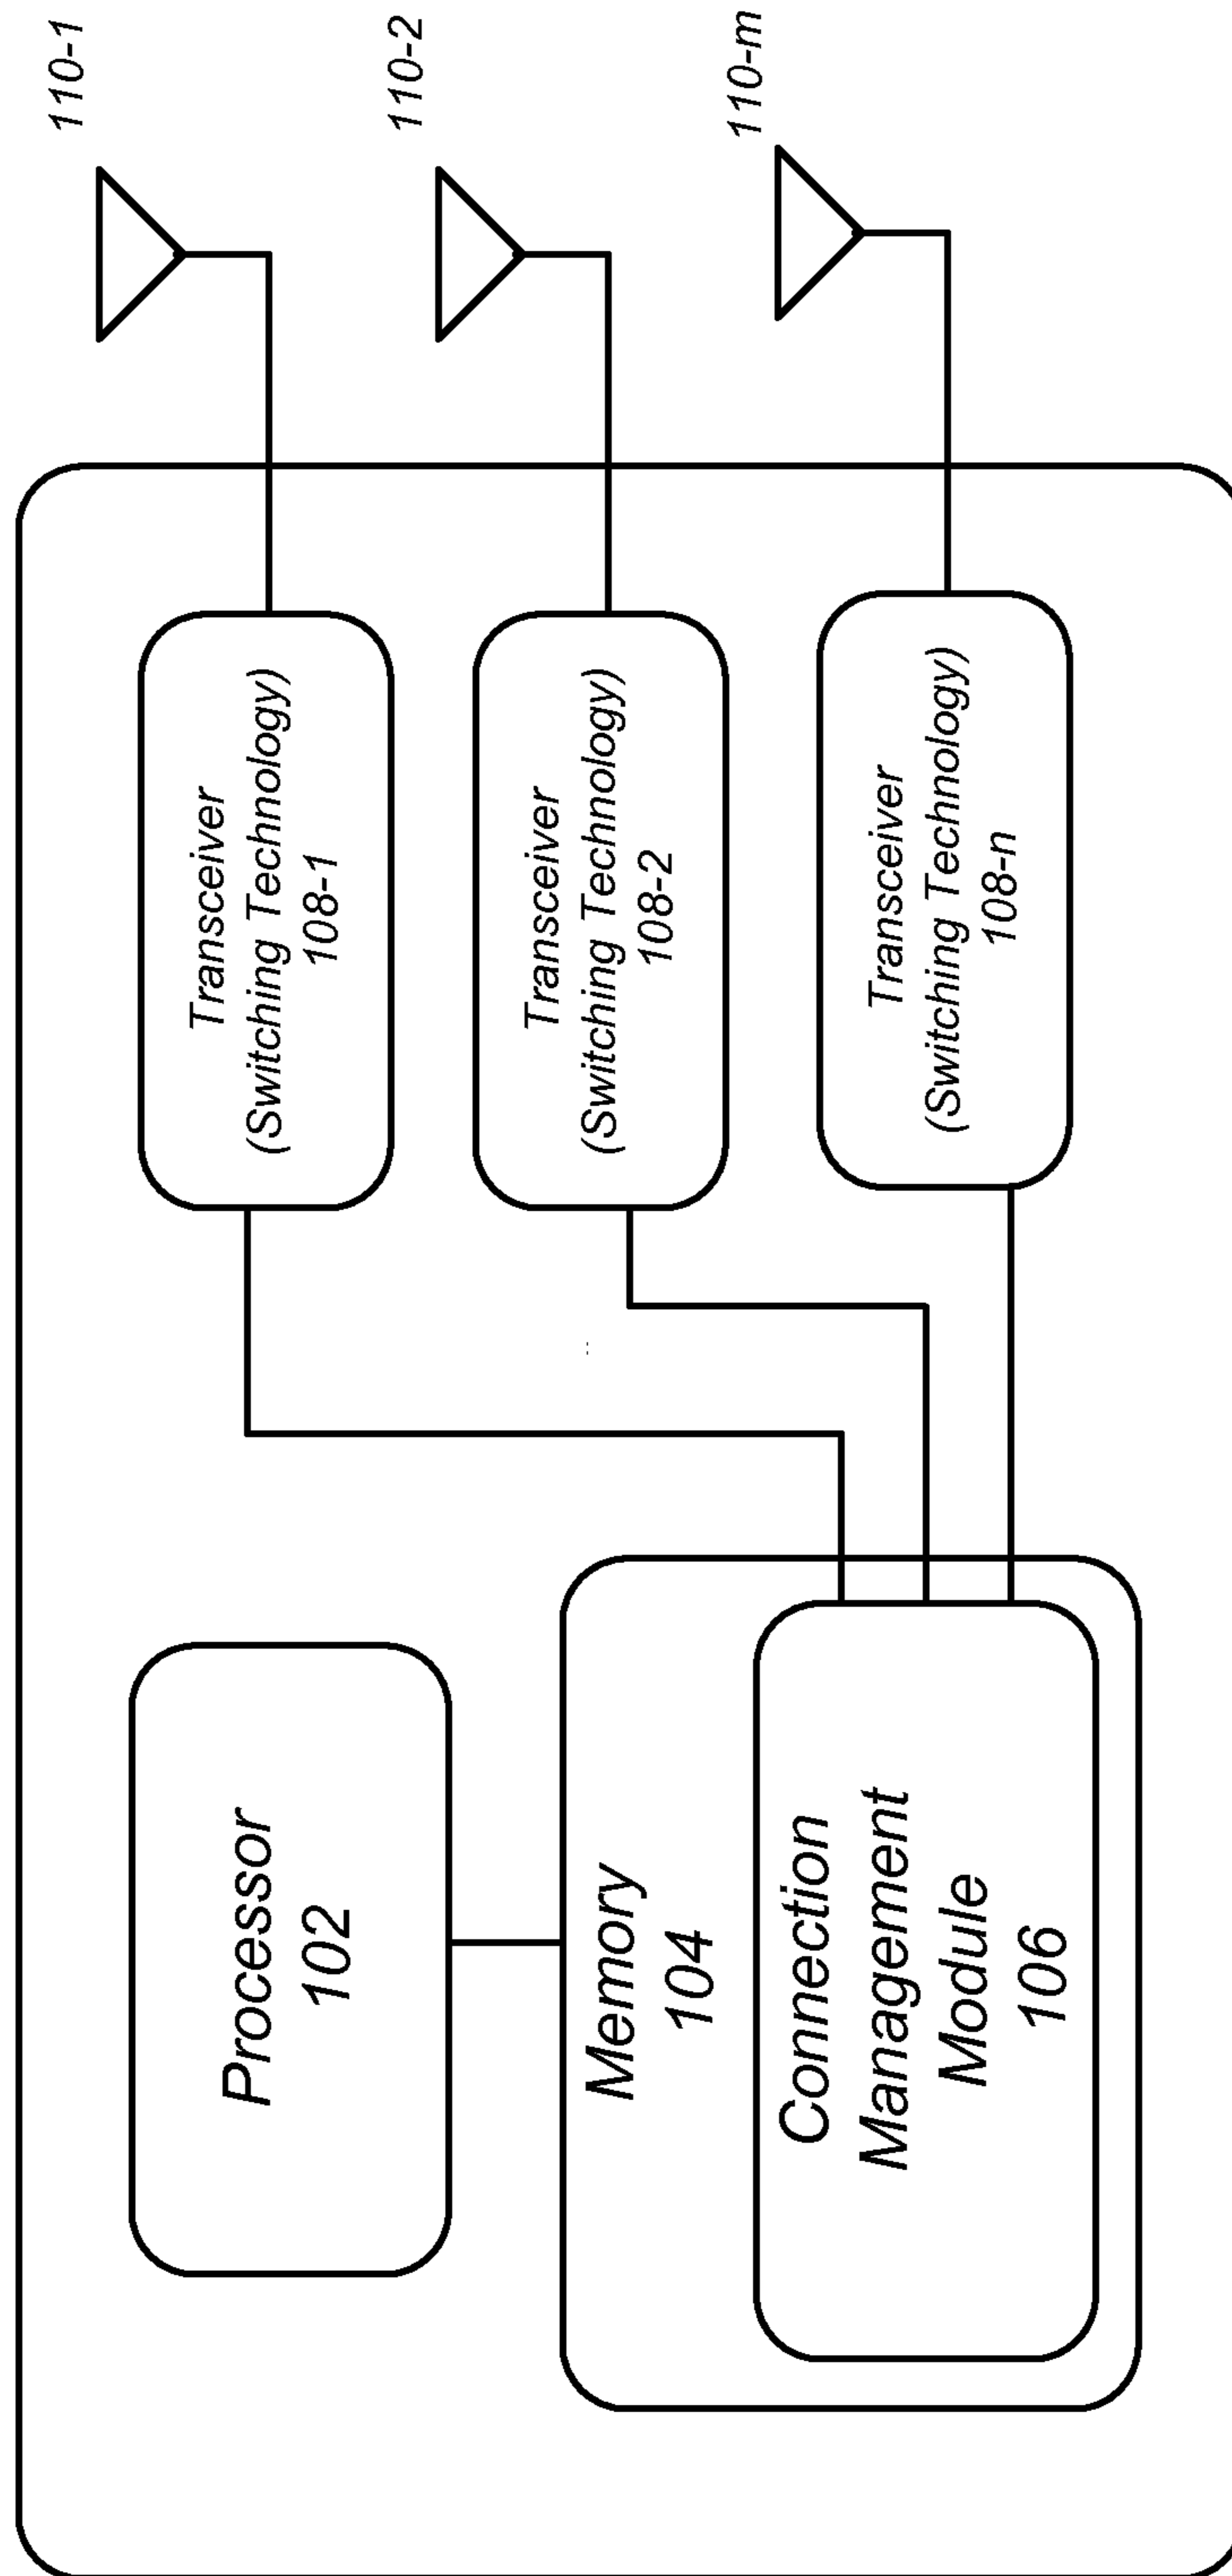 Processor
102
Memory
104
Connection
Management
Module
106
Transceiver
(Switching Technology)
108-1
Transceiver
(Switching Technology)
108-2
Transceiver
(Switching Technology)
108-n
110-1
110-2
110-m